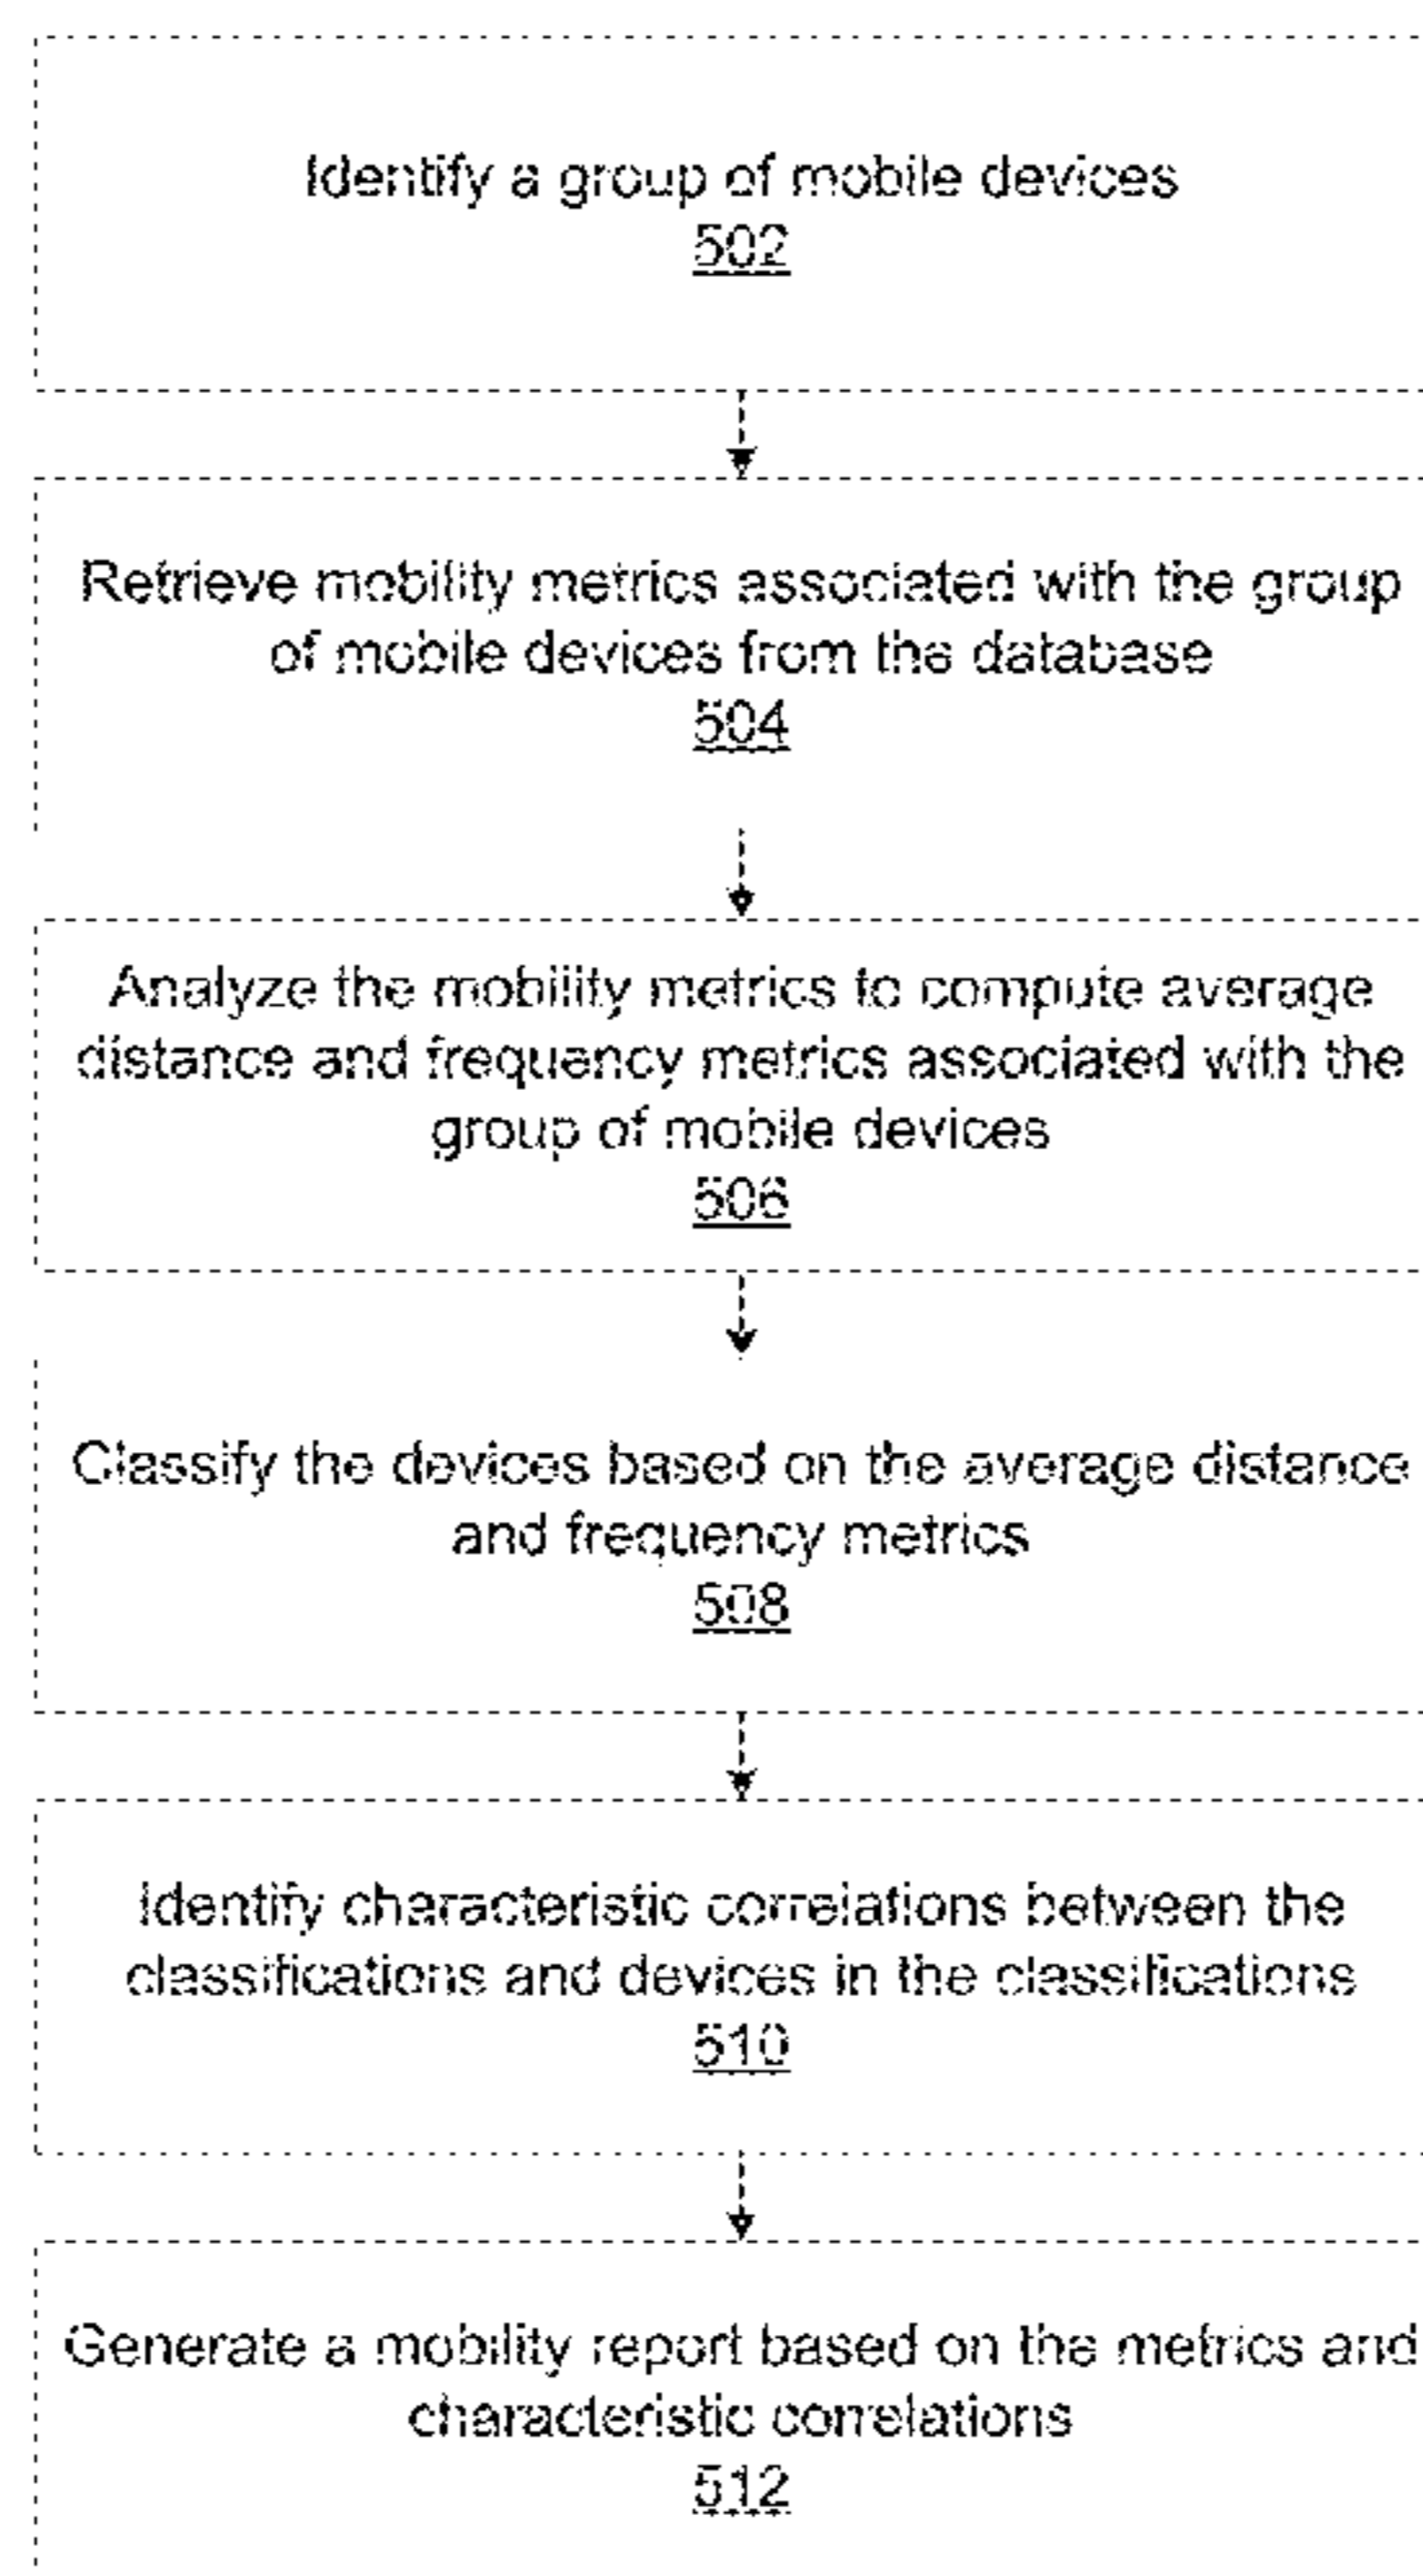 Identify a group of mobile devices
502
Retrieve mobility metrics associated with the group
of mobile devices from the database
504
Analyze the mobility metrics to compute average
distance and frequency metrics associated with the
group of mobile devices
506
Classify the devices based on the average distance
and frequency metrics
508
Identify characteristic correlations between the
classifications and devices in the classifications
510
Generate a mobility report based on the metrics and
characteristic correlations
512